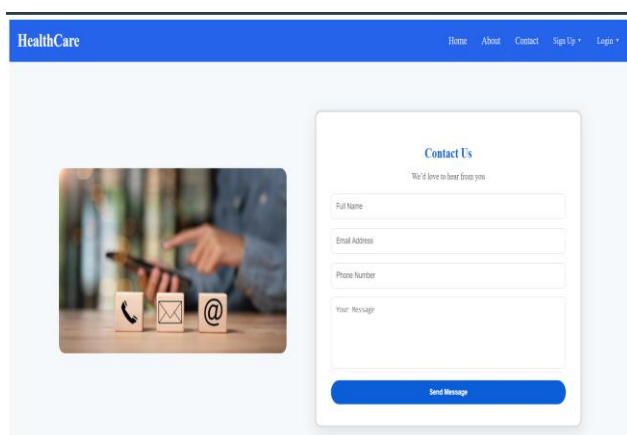 HealthCare
Home About Contact Sign Up ▾ Login ▾
Contact Us
We'd love to hear from you
Full Name
Email Address
Phone Number
Your Message
@
Send Message